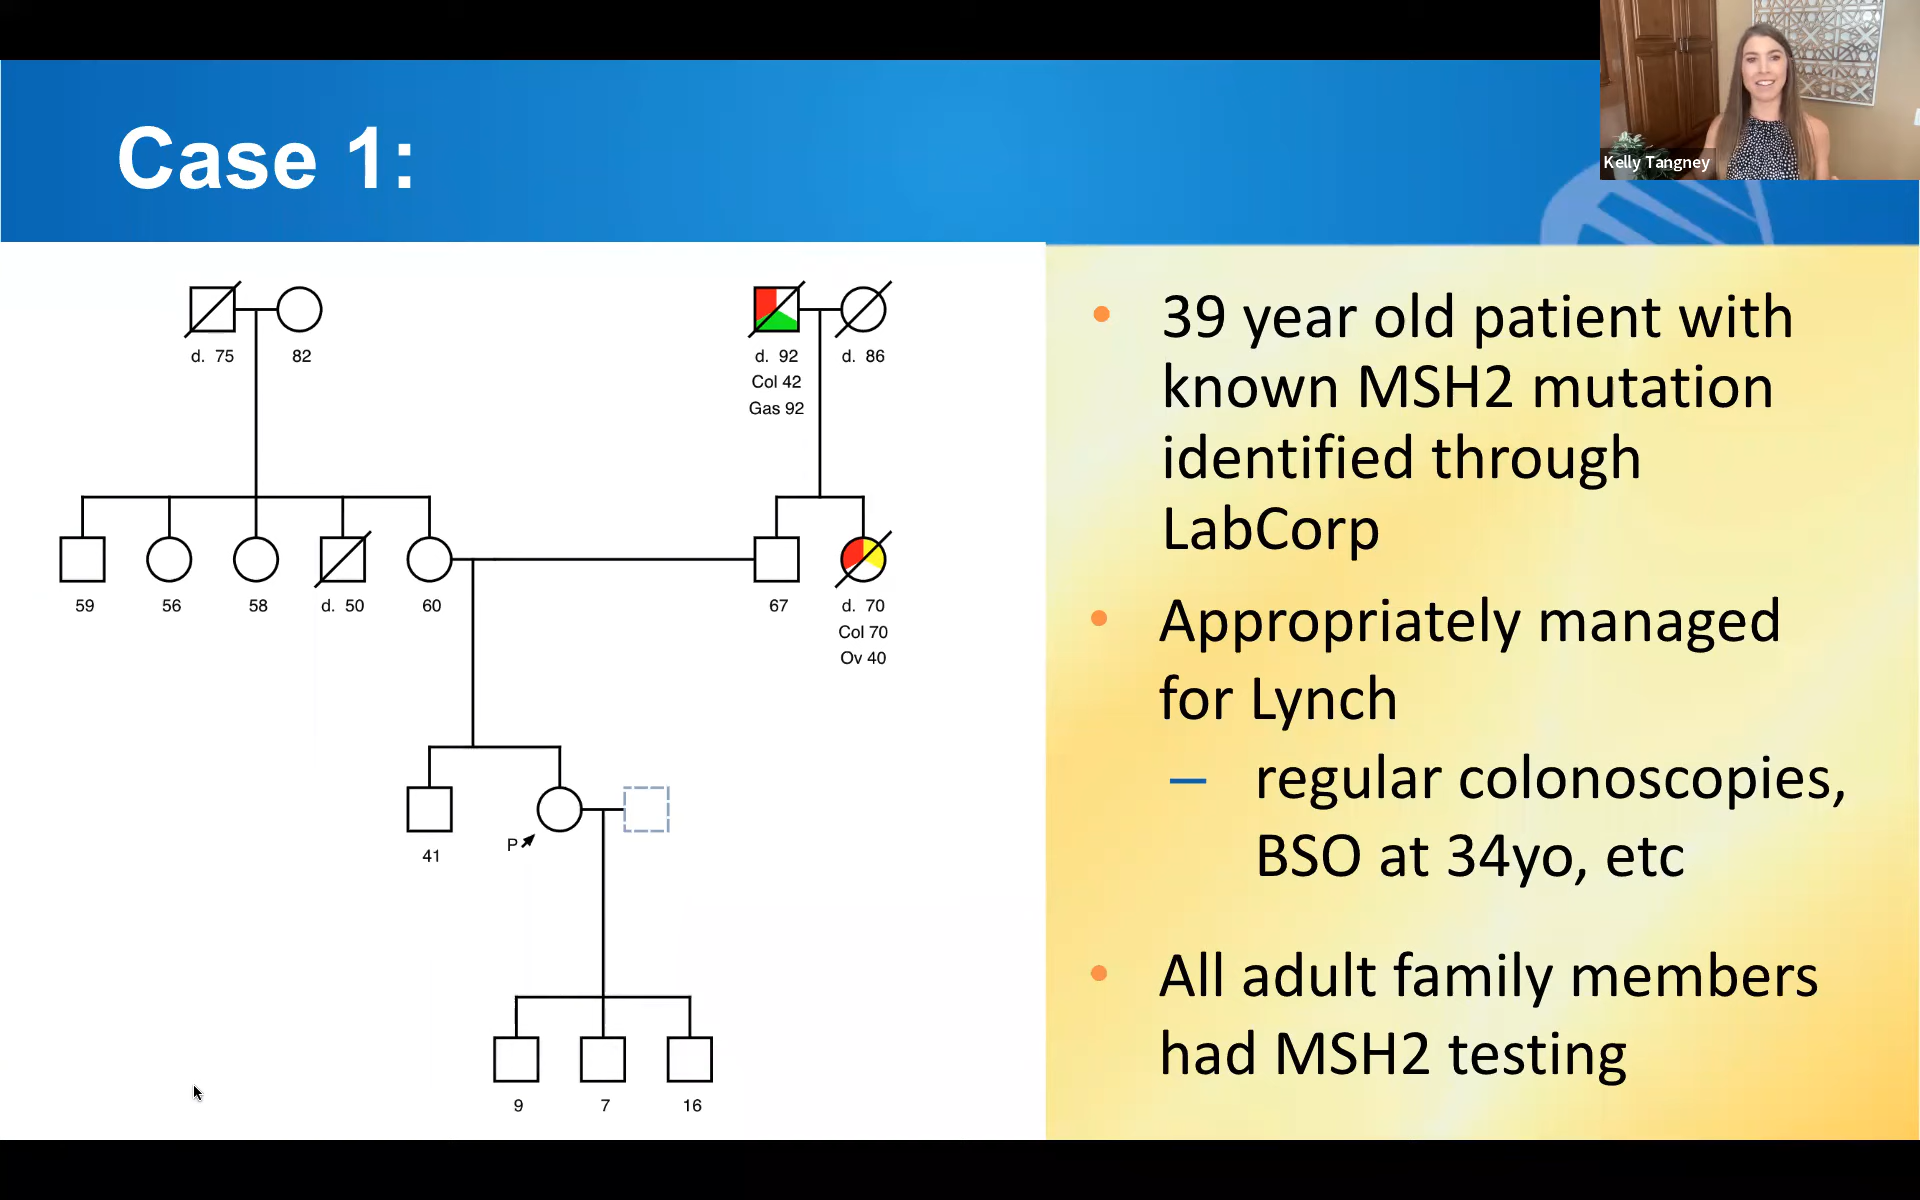 Case 1:
Kelly Tangney
d. 75
82
d. 92
Col 42
Gas 92
d. 86
59
56
58
d. 50
60
67
d. 70
Col 70
Ov 40
41
P
9
7
16
• 39 year old patient with
known MSH2 mutation
identified through
LabCorp
• Appropriately managed
for Lynch
– regular colonoscopies,
BSO at 34yo, etc
• All adult family members
had MSH2 testing